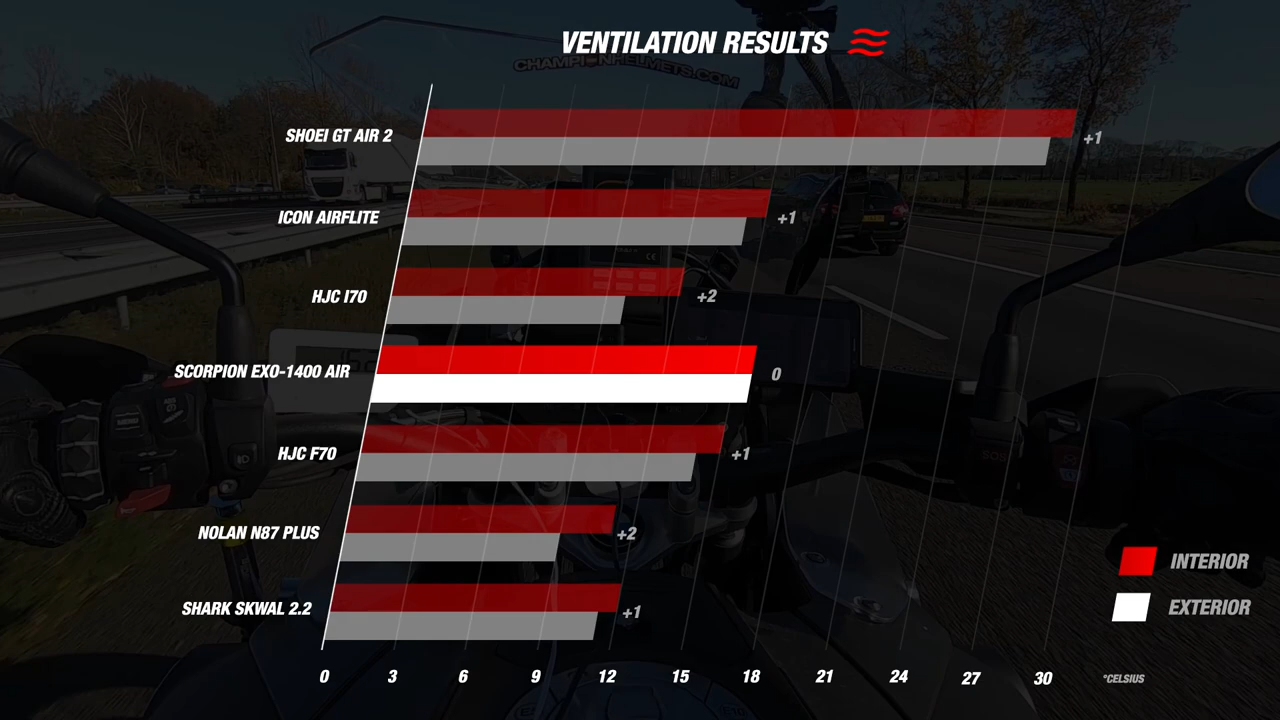 VENTILATION RESULTS
CHAMPIONHELMETS.COM
SHOEI GT AIR 2
+1
ICON AIRFLITE
+1
HJC I70
+2
SCORPION EXO-1400 AIR
0
HJC F70
+1
NOLAN N87 PLUS
+2
SHARK SKWAL 2.2
+1
INTERIOR
EXTERIOR
0 3 6 9 12 15 18 21 24 27 30 °CELSIUS